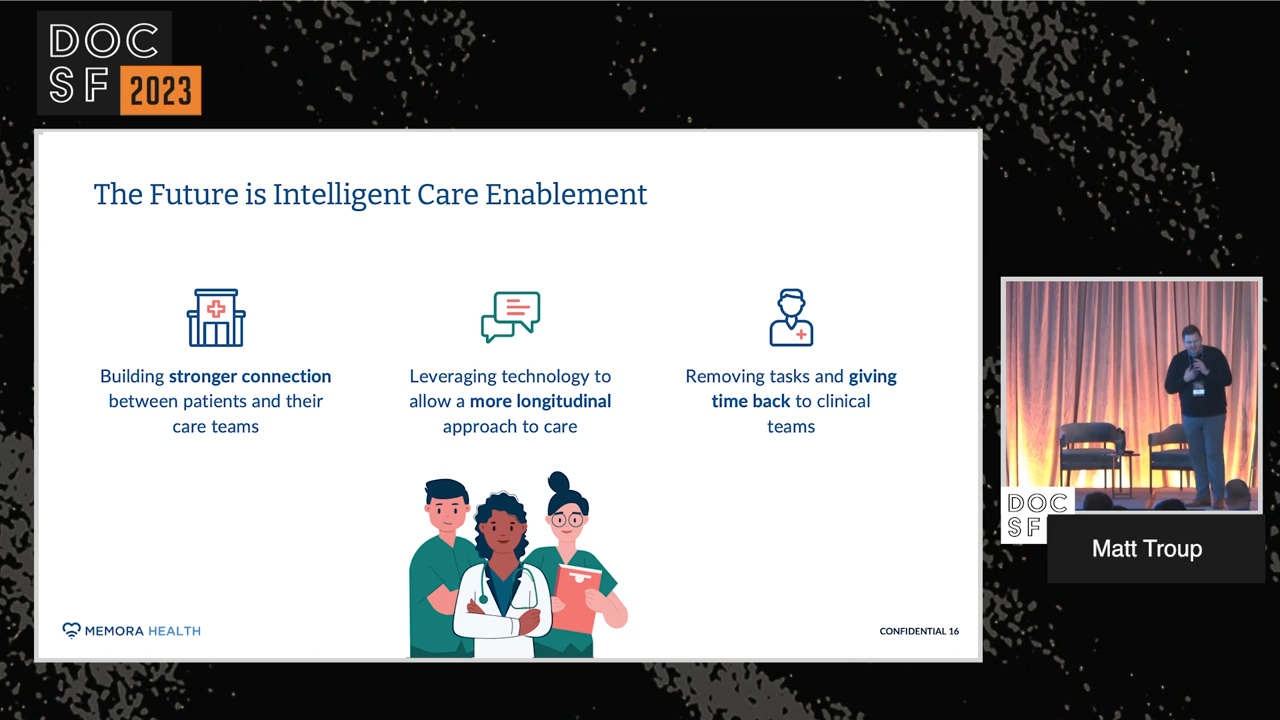 DOC
SF 2023
The Future is Intelligent Care Enablement
Building stronger connection
between patients and their
care teams
Leveraging technology to
allow a more longitudinal
approach to care
Removing tasks and giving
time back to clinical
teams
MEMORA HEALTH
CONFIDENTIAL 16
DOC
SF
Matt Troup